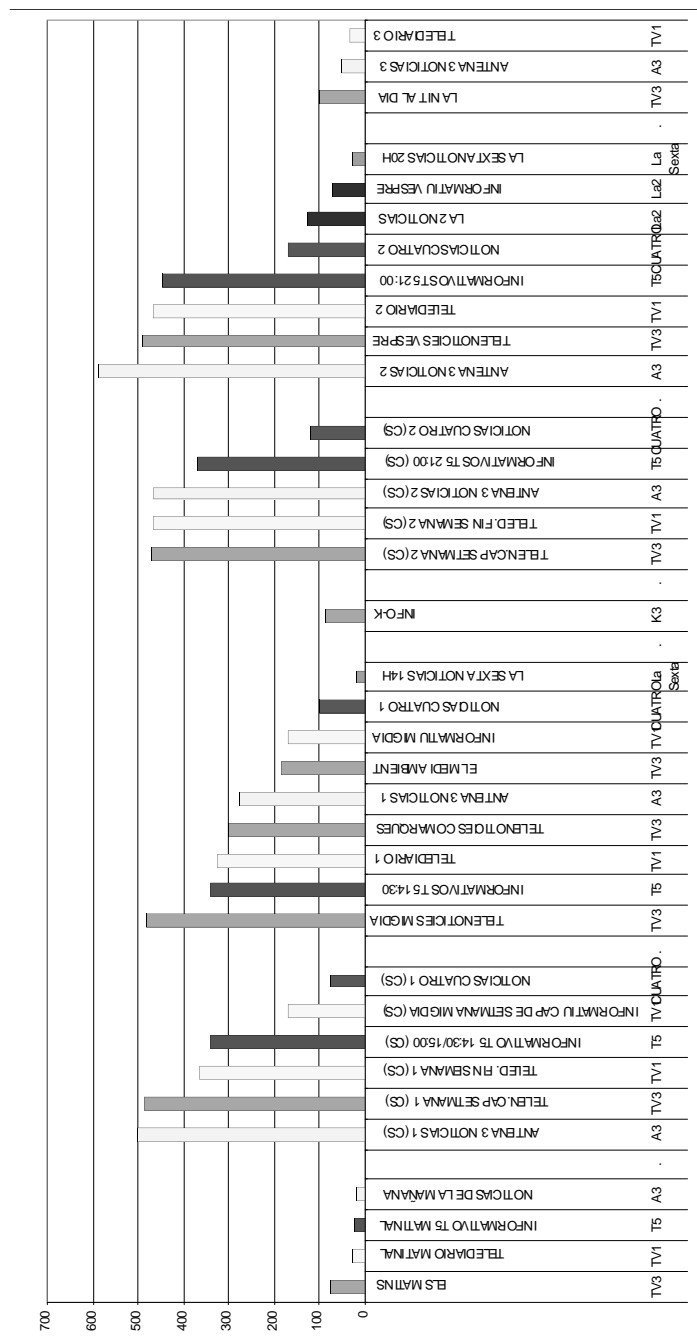 TELEDIARIO 3 TV1
ANTENA 3 NOTICIAS 3 A3
LA NIT AL DIA TV3
.
LA SEXTA NOTICIAS 20H La Sexta
INFORMATIU VESPRE La2
LA 2 NOTICIAS La2
NOTICIAS CUATRO 2 CUATRO
INFORMATIVOS T5 21:00 T5
TELEDIARIO 2 TV1
TELENOTICIES VESPRE TV3
ANTENA 3 NOTICIAS 2 A3
.
NOTICIAS CUATRO 2 (CS) CUATRO
INFORMATIVOS T5 21:00 (CS) T5
ANTENA 3 NOTICIAS 2 (CS) A3
TELED. FIN SEMANA 2 (CS) TV1
TELEN.CAP SETMANA 2 (CS) TV3
.
INFO-K K3
.
LA SEXTA NOTICIAS 14H La Sexta
NOTICIAS CUATRO 1 CUATRO
INFORMATIU MIGDIA TV1
EL MEDI AMBIENT TV3
ANTENA 3 NOTICIAS 1 A3
TELENOTICIES COMARQUES TV3
TELEDIARIO 1 TV1
INFORMATIVOS T5 14:30 T5
TELENOTICIES MIGDIA TV3
.
NOTICIAS CUATRO 1 (CS) CUATRO
INFORMATIU CAP DE SETMANA MIGDIA (CS) TV1
INFORMATIVO T5 14:30/15:00 (CS) T5
TELED. FIN SEMANA 1 (CS) TV1
TELEN.CAP SETMANA 1 (CS) TV3
ANTENA 3 NOTICIAS 1 (CS) A3
.
NOTICIAS DE LA MAÑANA A3
INFORMATIVO T5 MATINAL T5
TELEDIARIO MATINAL TV1
ELS MATINS TV3
700
600
500
400
300
200
100
0